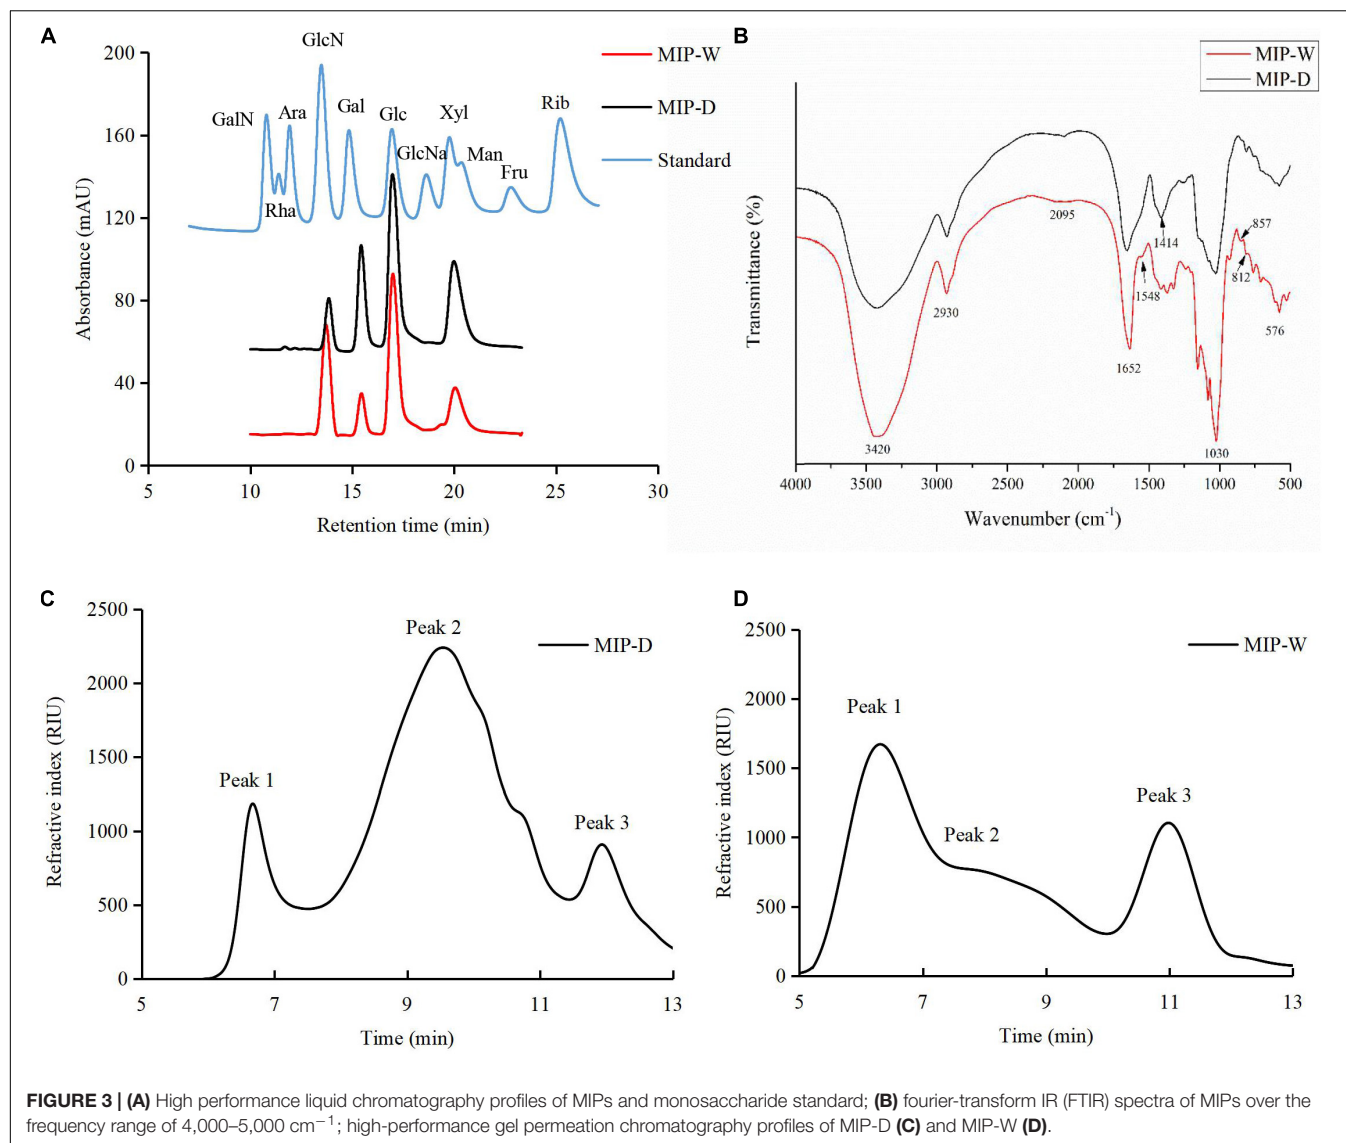 A
GlcN
200
MIP-W
Ara
GalN
Gal
Glc
Xyl
Rib
160
MIP-D
GlcNa
Man
Standard
Fru
Rha
120
80
40
0
Absorbance (mAU)
5 10 15 20 25 30
Retention time (min)
B
MIP-W
MIP-D
Transmittance (%)
2095
1414
857
812
1548
2930
576
1652
3420
1030
4000 3500 3000 2500 2000 1500 1000 500
Wavenumber (cm-1)
C
2500
Peak 2
MIP-D
2000
1500
Peak 1
1000
Peak 3
500
0
Refractive index (RIU)
5 7 9 11 13
Time (min)
D
2500
MIP-W
2000
Peak 1
1500
Peak 3
Peak 2
1000
500
0
Refractive index (RIU)
5 7 9 11 13
Time (min)
FIGURE 3 | (A) High performance liquid chromatography profiles of MIPs and monosaccharide standard; (B) fourier-transform IR (FTIR) spectra of MIPs over the
frequency range of 4,000–5,000 cm−1; high-performance gel permeation chromatography profiles of MIP-D (C) and MIP-W (D).